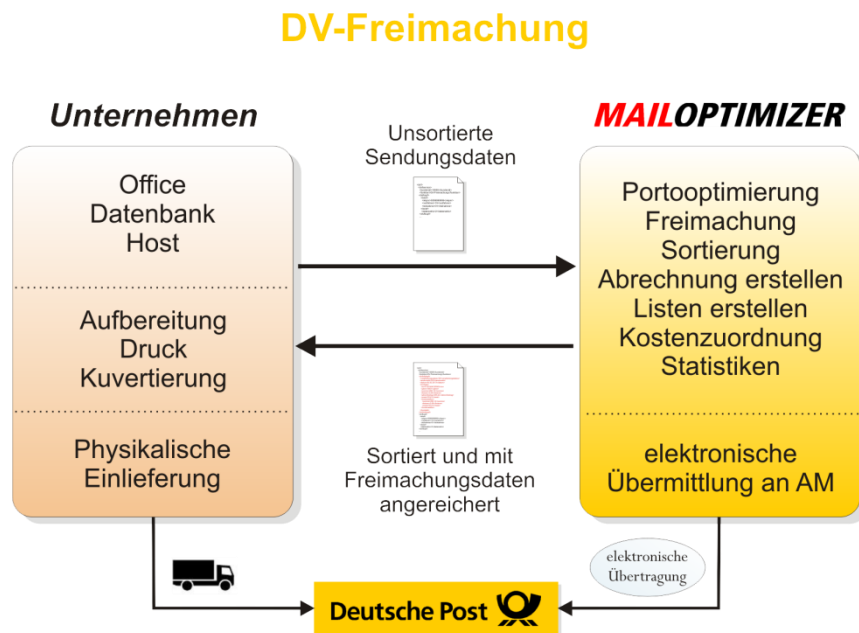 DV-Freimachung
Unternehmen
Office
Datenbank
Host
Aufbereitung
Druck
Kuvertierung
Physikalische
Einlieferung
Unsortierte
Sendungsdaten
Sortiert und mit
Freimachungsdaten
angereichert
MAILOPTIMIZER
Portooptimierung
Freimachung
Sortierung
Abrechnung erstellen
Listen erstellen
Kostenzuordnung
Statistiken
elektronische
Übermittlung an AM
elektronische
Übertragung
Deutsche Post